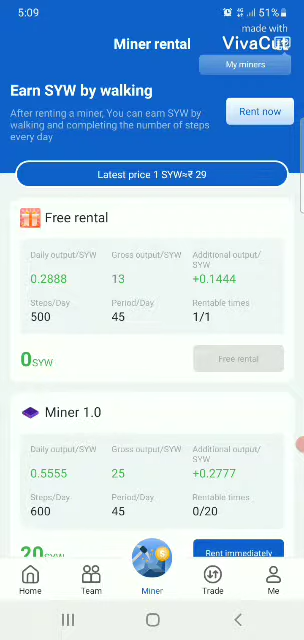 5:09
51%
made with
VivaCut
Miner rental
My miners
Earn SYW by walking
After renting a miner, You can earn SYW by
walking and completing the number of steps
every day
Rent now
Latest price 1 SYW≈₹ 29
Free rental
Daily output/SYW
Gross output/SYW
Additional output/
SYW
0.2888
13
+0.1444
Steps/Day
Period/Day
Rentable times
500
45
1/1
0SYW
Free rental
Miner 1.0
Daily output/SYW
Gross output/SYW
Additional output/
SYW
0.5555
25
+0.2777
Steps/Day
Period/Day
Rentable times
600
45
0/20
20SYW
Rent immediately
Home
Team
Miner
Trade
Me